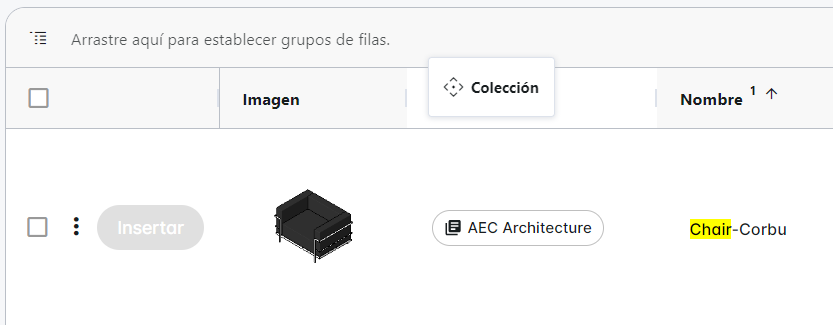 Arrastre aquí para establecer grupos de filas.
Imagen
Colección
Nombre 1
Insertar
AEC Architecture
Chair-Corbu